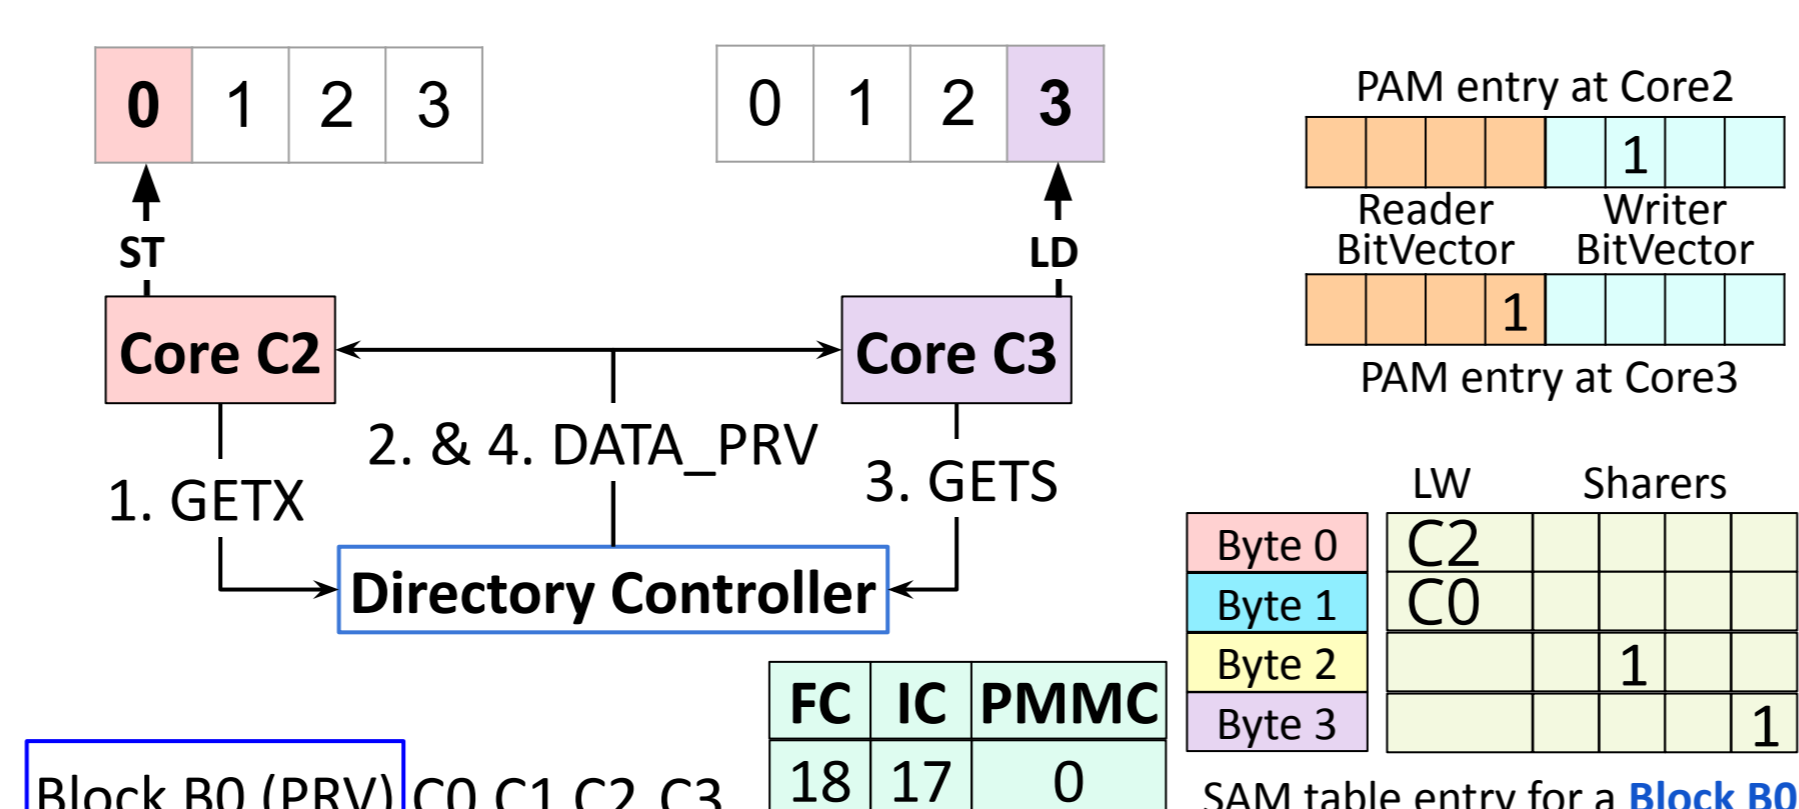 0 1 2 3
0 1 2 3
ST
LD
Core C2
Core C3
2. & 4. DATA_PRV
1. GETX
3. GETS
Directory Controller
PAM entry at Core2
1
Reader BitVector
Writer BitVector
1
PAM entry at Core3
LW Sharers
Byte 0 C2
Byte 1 C0
Byte 2 1
Byte 3 1
FC IC PMMC
18 17 0
Block B0 (PRV) C0 C1 C2 C3
SAM table entry for a Block B0